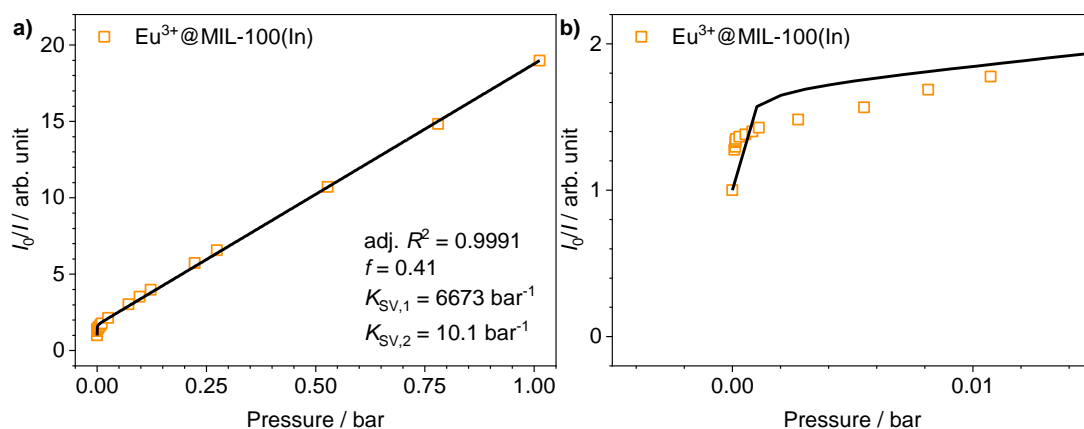 a)
Eu³⁺@MIL-100(In)
I₀/I / arb. unit
20
15
10
5
0
adj. R² = 0.9991
f = 0.41
K_SV,1 = 6673 bar⁻¹
K_SV,2 = 10.1 bar⁻¹
0.00 0.25 0.50 0.75 1.00
Pressure / bar
b)
Eu³⁺@MIL-100(In)
I₀/I / arb. unit
2
1
0
0.00 0.01
Pressure / bar